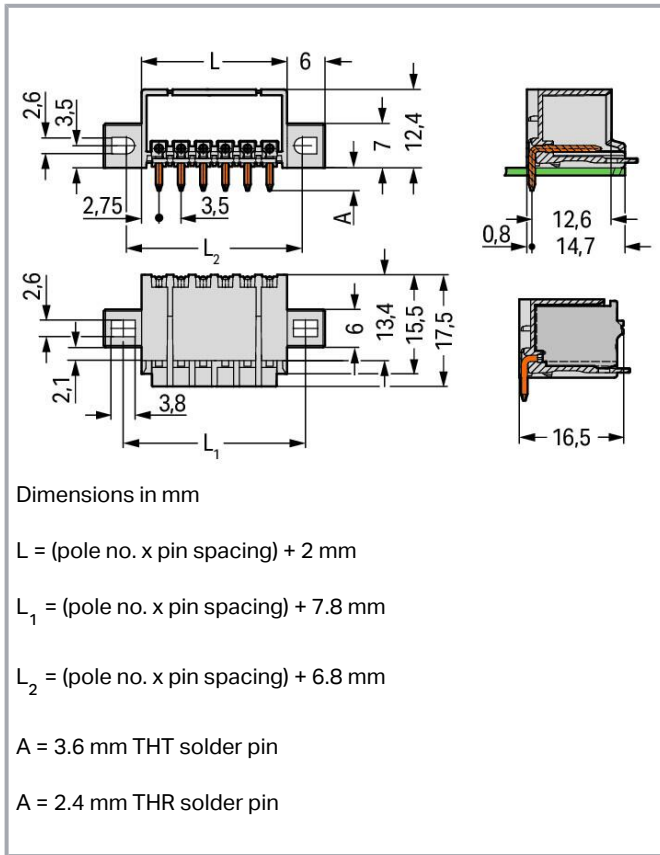 L 6
2,6 3,5 7 12,4
2,75 3,5 A 12,6
0,8 14,7
L2
2,6 6 13,4 15,5 17,5
2,1 3,8
L1 16,5
Dimensions in mm
L = (pole no. x pin spacing) + 2 mm
L1 = (pole no. x pin spacing) + 7.8 mm
L2 = (pole no. x pin spacing) + 6.8 mm
A = 3.6 mm THT solder pin
A = 2.4 mm THR solder pin